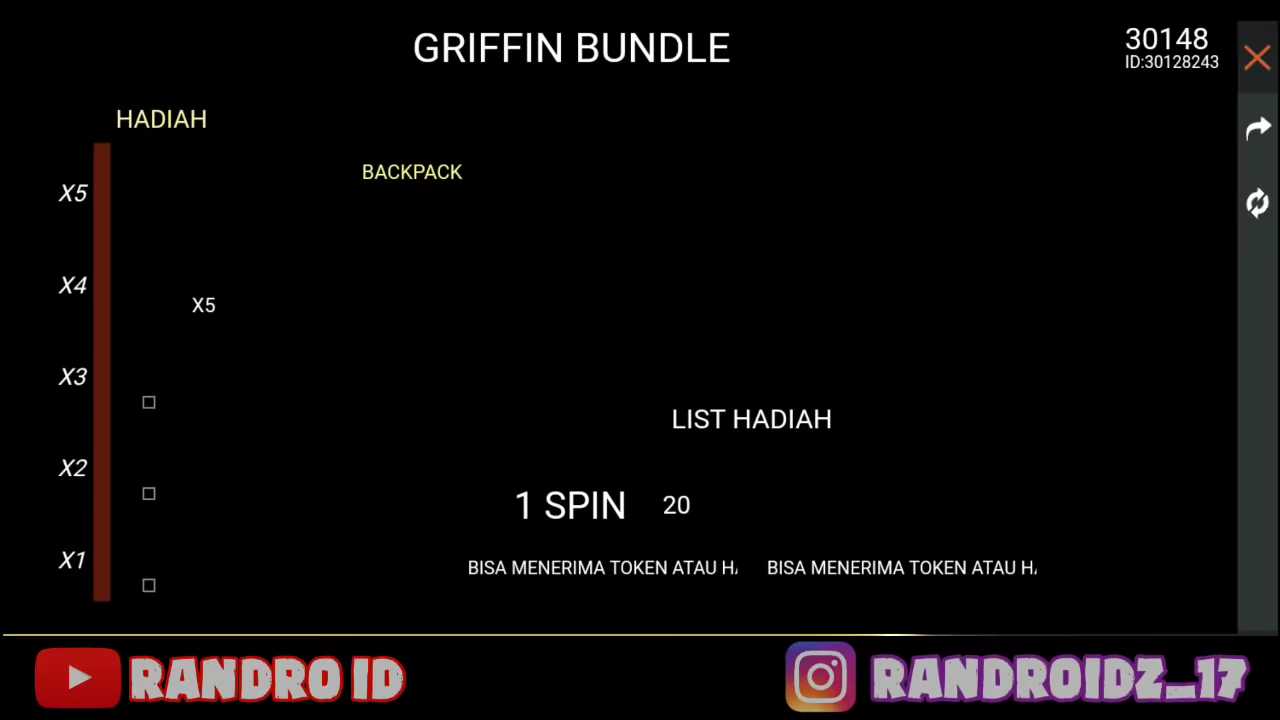 GRIFFIN BUNDLE
30148
ID:30128243
HADIAH
BACKPACK
X5
X4
X5
X3
LIST HADIAH
X2
1 SPIN 20
X1
BISA MENERIMA TOKEN ATAU
BISA MENERIMA TOKEN ATAU
RANDRO ID
RANDROIDZ_17